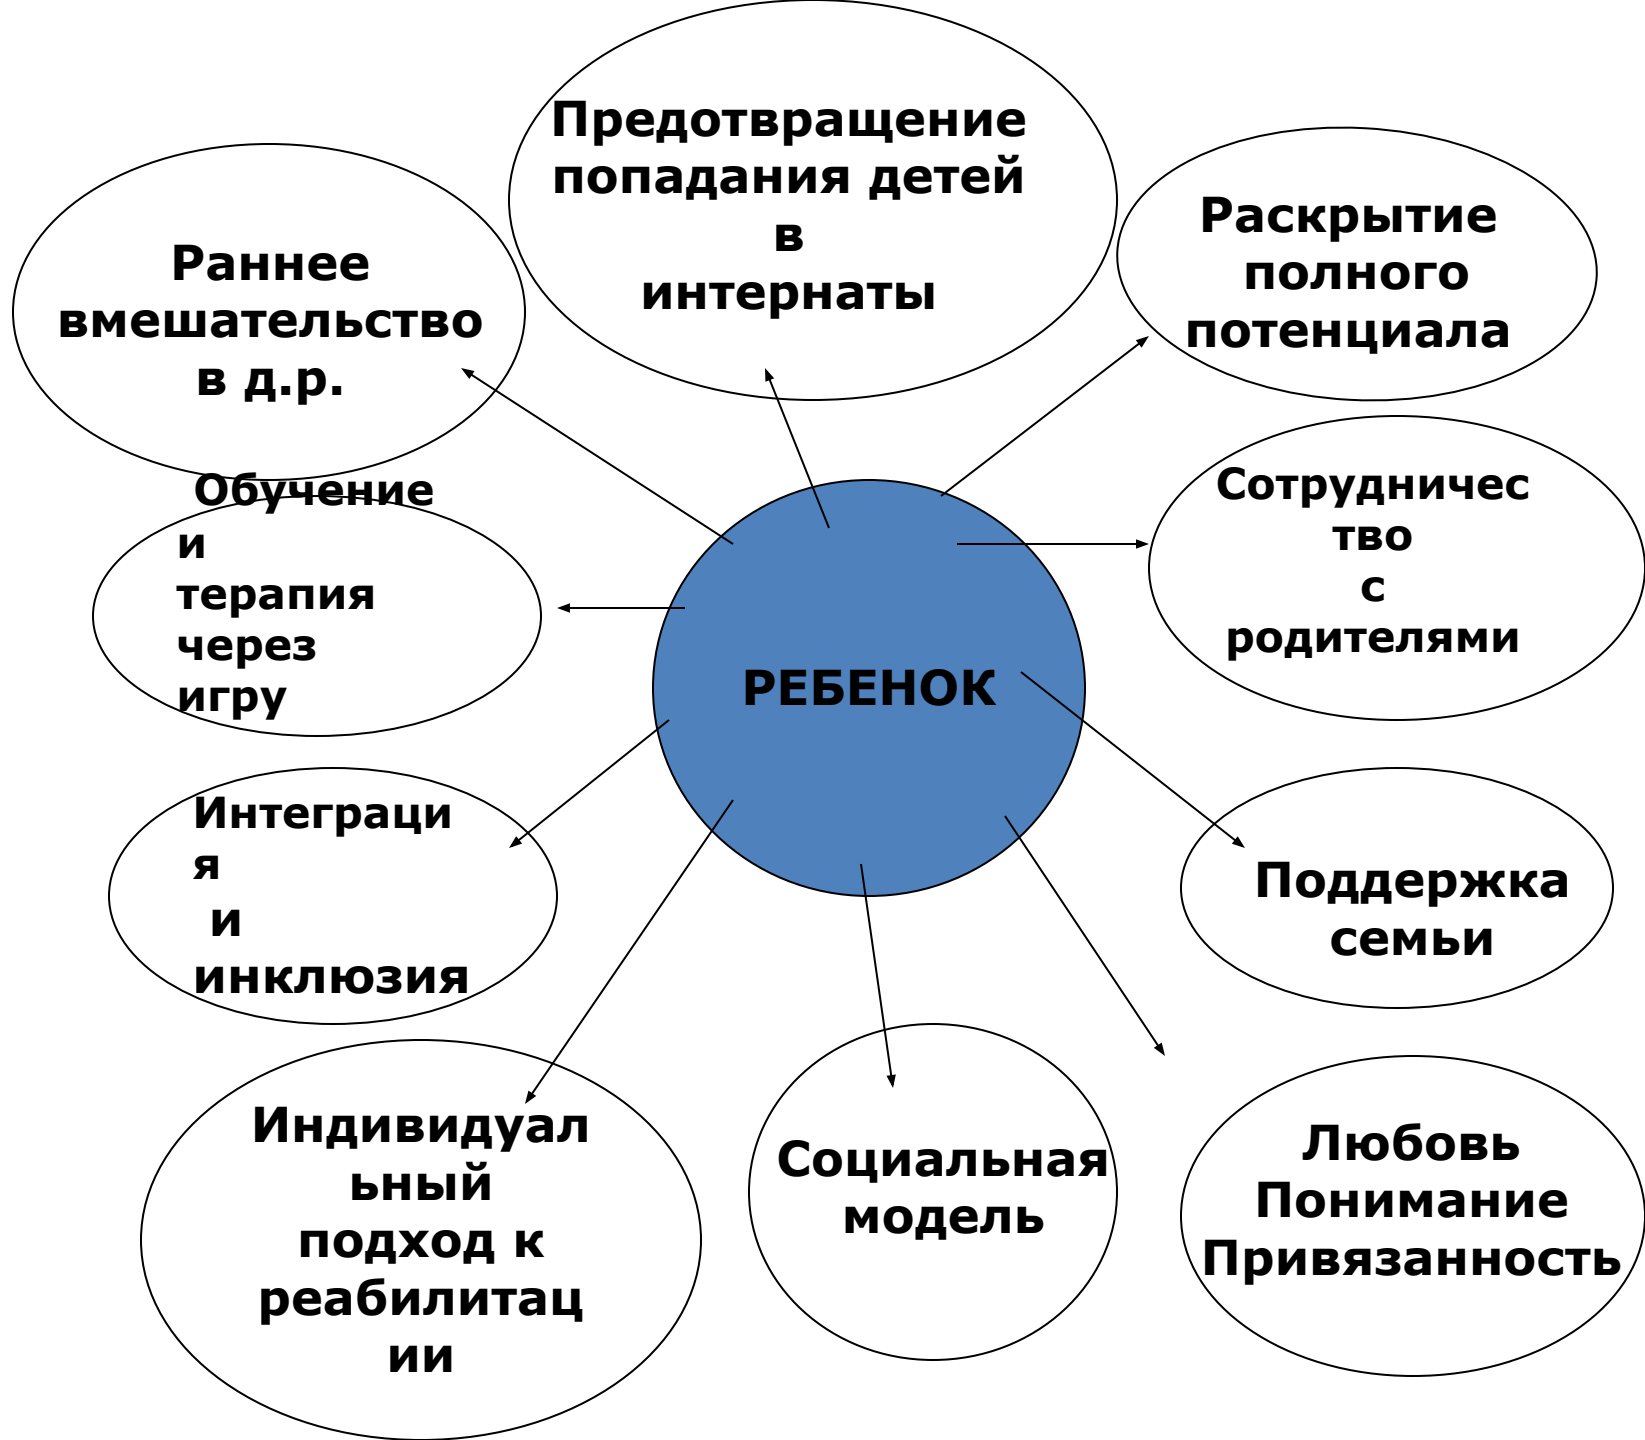 Предотвращение
попадания детей
в
интернаты
Раскрытие
полного
потенциала
Раннее
вмешательство
в д.р.
Сотрудничес
тво
с
родителями
Обучение
и
терапия
через
игру
РЕБЕНОК
Интеграци
я
и
инклюзия
Поддержка
семьи
Индивидуал
ьный
подход к
реабилитац
ии
Социальная
модель
Любовь
Понимание
Привязанность